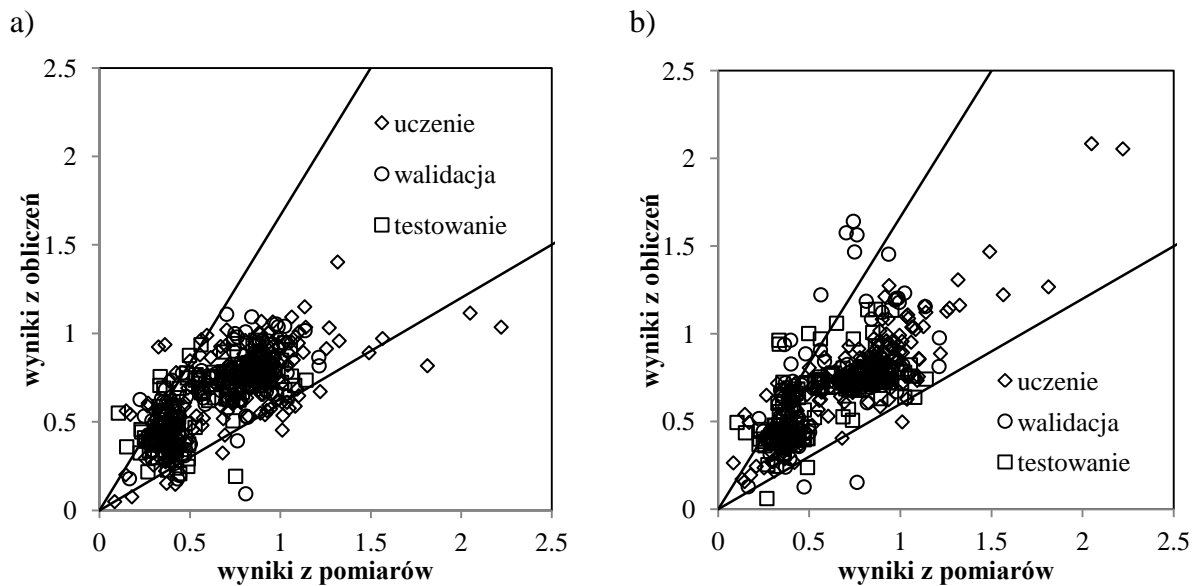 a)
2.5
2
1.5
1
0.5
0
wyniki z obliczeń
uczenie
walidacja
testowanie
0 0.5 1 1.5 2 2.5
wyniki z pomiarów
b)
2.5
2
1.5
1
0.5
0
wyniki z obliczeń
uczenie
walidacja
testowanie
0 0.5 1 1.5 2 2.5
wyniki z pomiarów